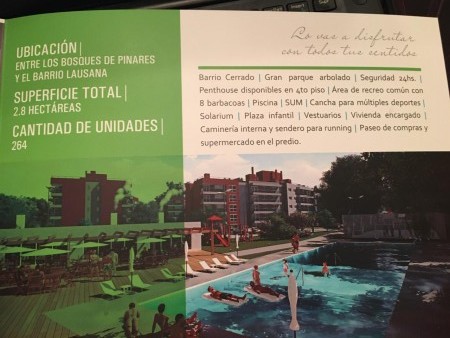 UBICACIÓN|
ENTRE LOS BOSQUES DE PINARES
Y EL BARRIO LAUSANA
SUPERFICIE TOTAL|
2.8 HECTÁREAS
CANTIDAD DE UNIDADES|
264
Lo vas a disfrutar
con todos tus sentidos
Barrio Cerrado | Gran parque arbolado | Seguridad 24hs. |
Penthouse disponibles en 4to piso | Área de recreo común con
8 barbacoas | Piscina | SUM | Cancha para múltiples deportes |
Solarium | Plaza infantil | Vestuarios | Vivienda encargado |
Caminería interna y sendero para running | Paseo de compras y
supermercado en el predio.